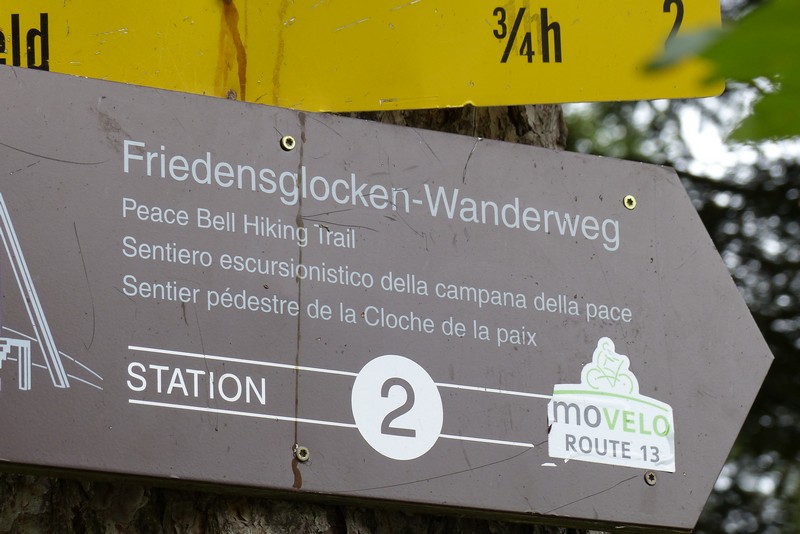 ¾h
2
Friedensglocken-Wanderweg
Peace Bell Hiking Trail
Sentiero escursionistico della campana della pace
Sentier pédestre de la Cloche de la paix
STATION 2
moVELO
ROUTE 13